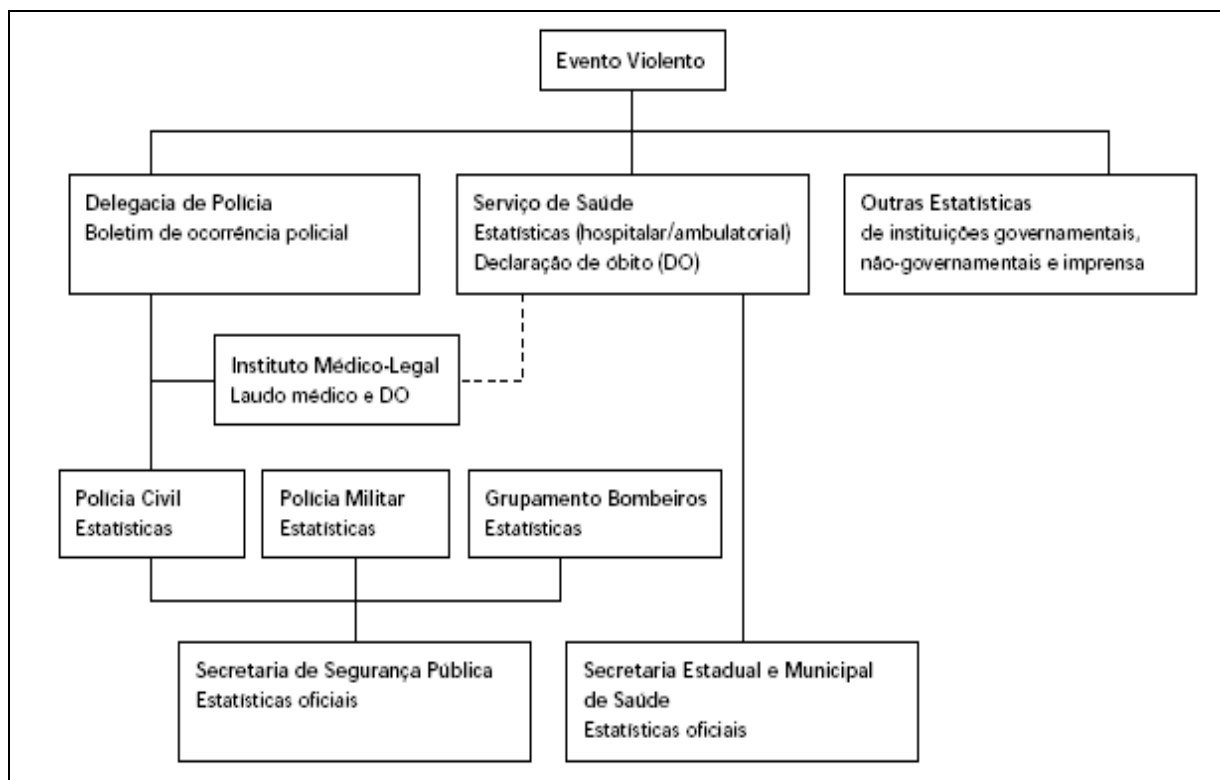 Evento Violento
Delegacia de Polícia
Boletim de ocorrência policial
Serviço de Saúde
Estatísticas (hospitalar/ambulatorial)
Declaração de óbito (DO)
Outras Estatísticas
de instituições governamentais,
não-governamentais e imprensa
Instituto Médico-Legal
Laudo médico e DO
Polícia Civil
Estatísticas
Polícia Militar
Estatísticas
Grupamento Bombeiros
Estatísticas
Secretaria de Segurança Pública
Estatísticas oficiais
Secretaria Estadual e Municipal
de Saúde
Estatísticas oficiais